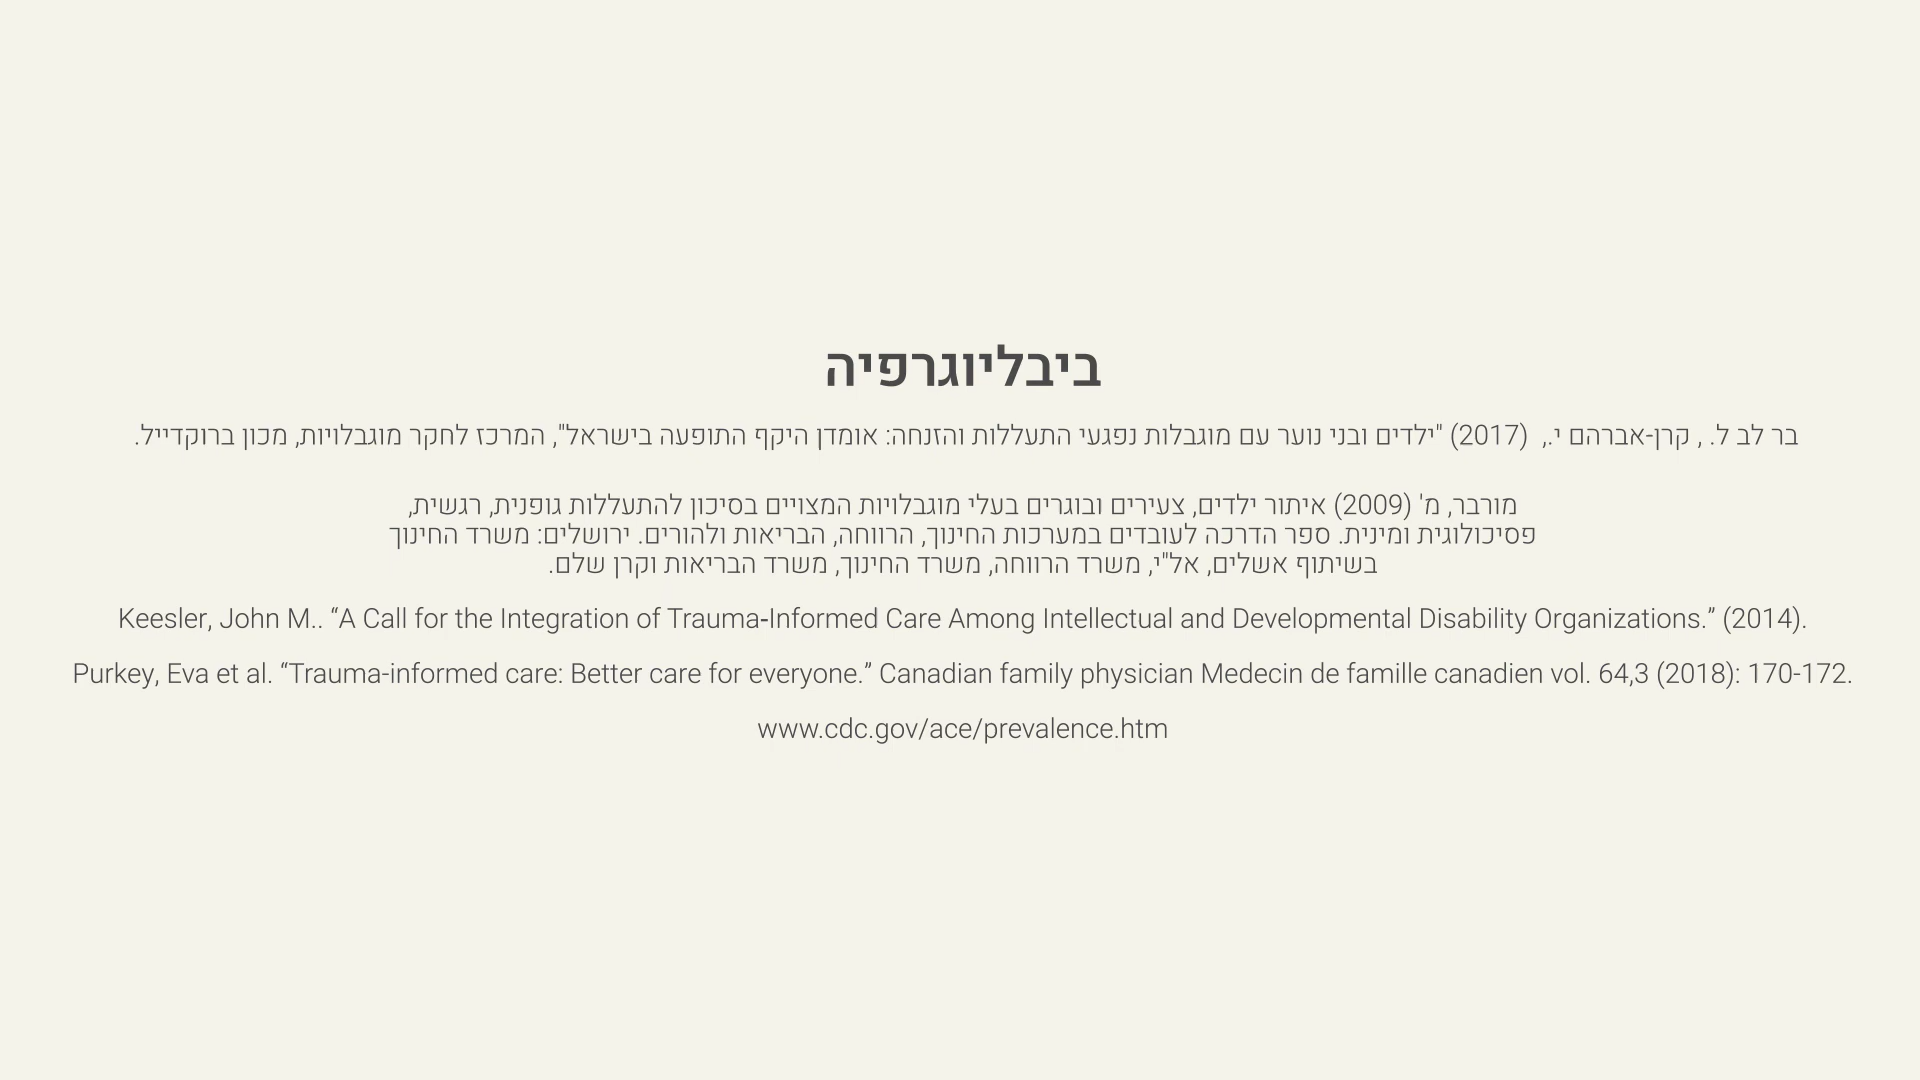 ביבליוגרפיה
בר לב ל. , קרן-אברהם י.,  (2017) "ילדים ובני נוער עם מוגבלות נפגעי התעללות והזנחה: אומדן היקף התופעה בישראל", המרכז לחקר מוגבלויות, מכון ברוקדייל.
מורבר, מ' (2009) איתור ילדים, צעירים ובוגרים בעלי מוגבלויות המצויים בסיכון להתעללות גופנית, רגשית,
פסיכולוגית ומינית. ספר הדרכה לעובדים במערכות החינוך, הרווחה, הבריאות ולהורים. ירושלים: משרד החינוך
בשיתוף אשלים, אל"י, משרד הרווחה, משרד החינוך, משרד הבריאות וקרן שלם.
Keesler, John M.. “A Call for the Integration of Trauma-Informed Care Among Intellectual and Developmental Disability Organizations.” (2014).
Purkey, Eva et al. “Trauma-informed care: Better care for everyone.” Canadian family physician Medecin de famille canadien vol. 64,3 (2018): 170-172.
www.cdc.gov/ace/prevalence.htm